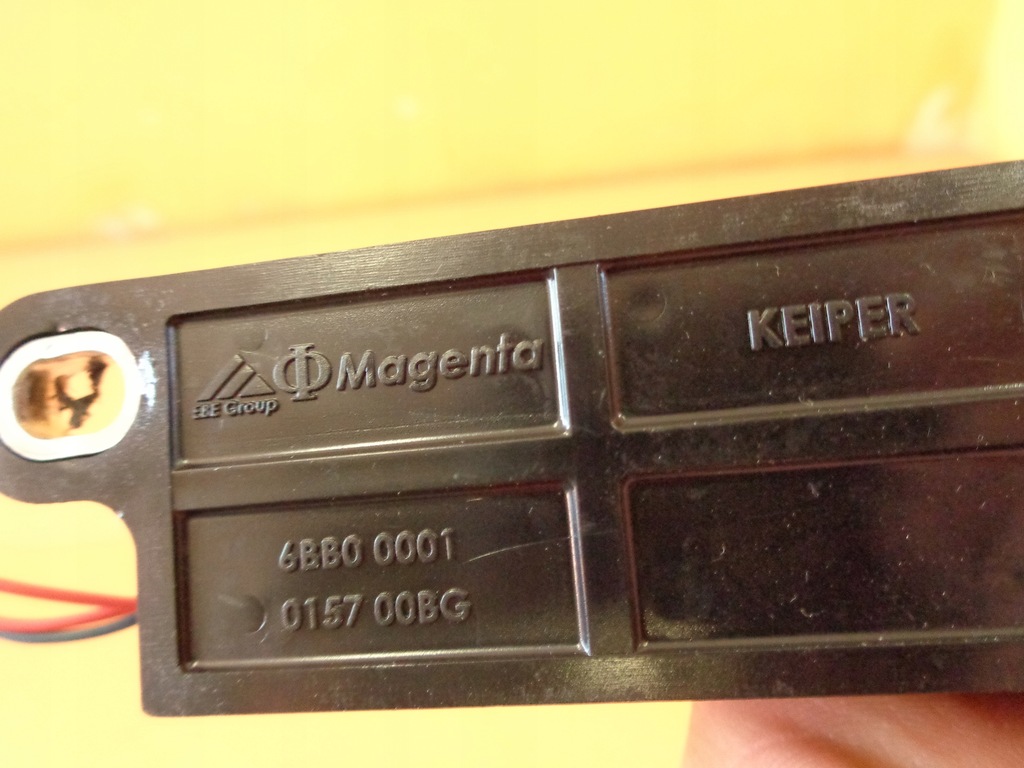 Magenta
EBE Group
KEIPER
6BB0 0001
0157 00BG